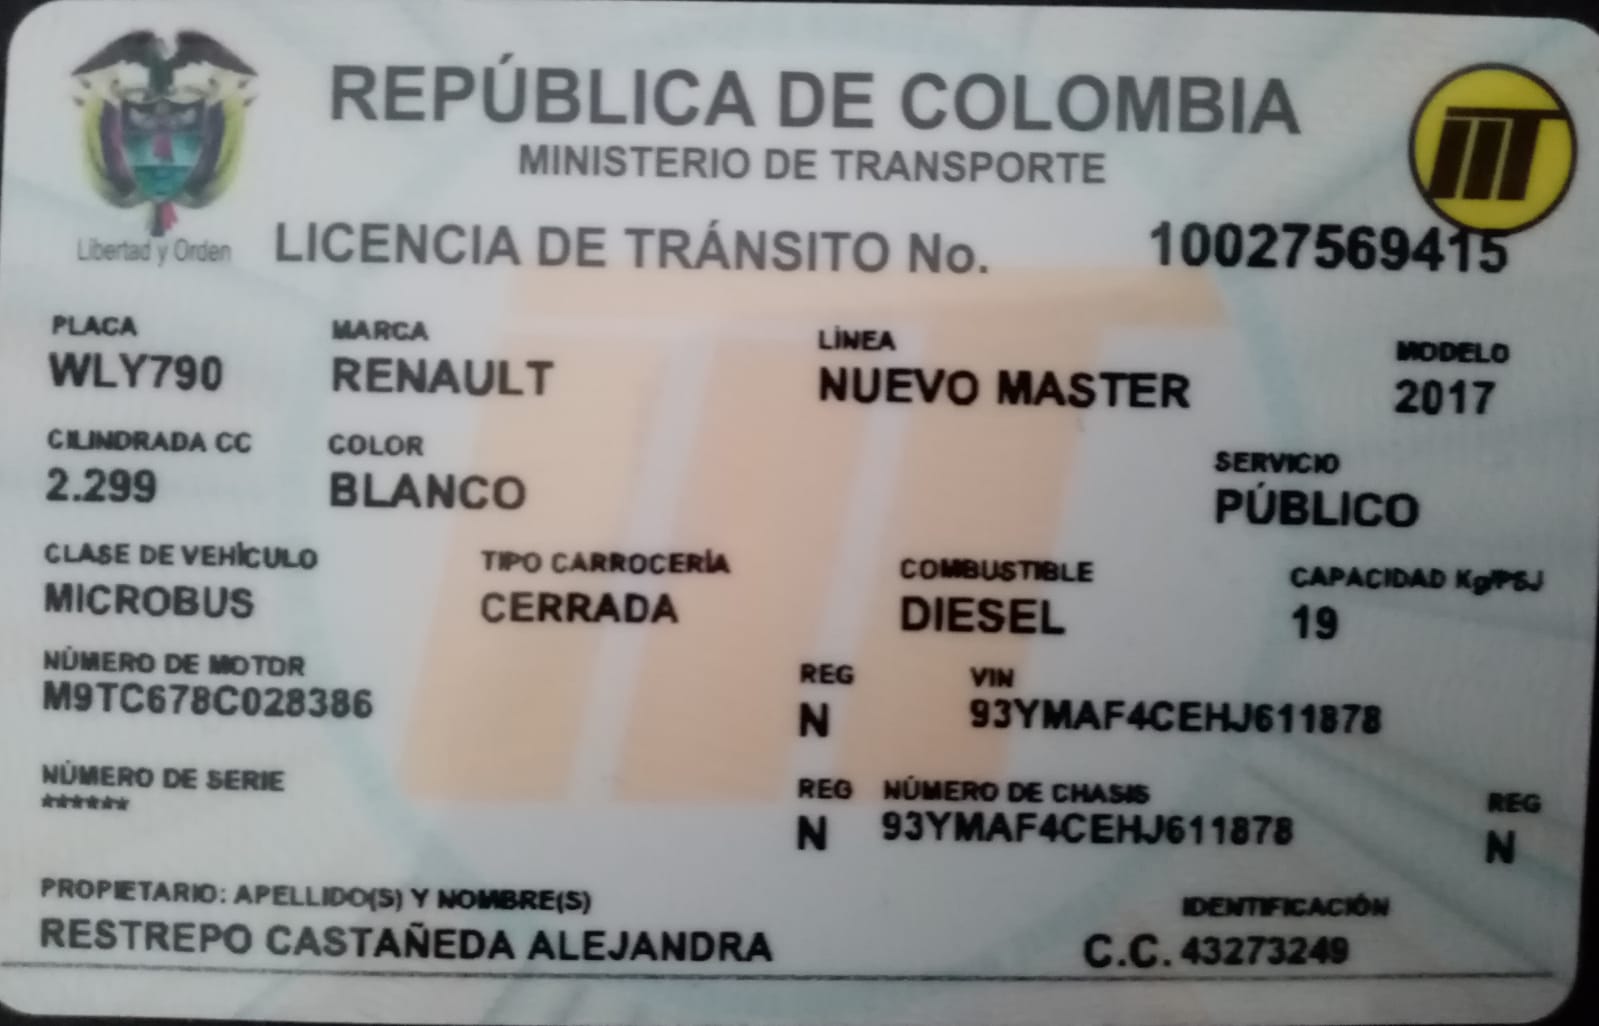 REPÚBLICA DE COLOMBIA
MINISTERIO DE TRANSPORTE
Libertad y Orden
LICENCIA DE TRÁNSITO No. 10027569415
PLACA MARCA LÍNEA MODELO
WLY790 RENAULT NUEVO MASTER 2017
CILINDRADA CC COLOR SERVICIO
2.299 BLANCO PÚBLICO
CLASE DE VEHÍCULO TIPO CARROCERÍA COMBUSTIBLE CAPACIDAD Kg/PSJ
MICROBUS CERRADA DIESEL 19
NÚMERO DE MOTOR REG VIN
M9TC678C028386 N 93YMAF4CEHJ611878
NÚMERO DE SERIE REG NÚMERO DE CHASIS REG
****** N 93YMAF4CEHJ611878 N
PROPIETARIO: APELLIDO(S) Y NOMBRE(S) IDENTIFICACIÓN
RESTREPO CASTAÑEDA ALEJANDRA C.C. 43273249